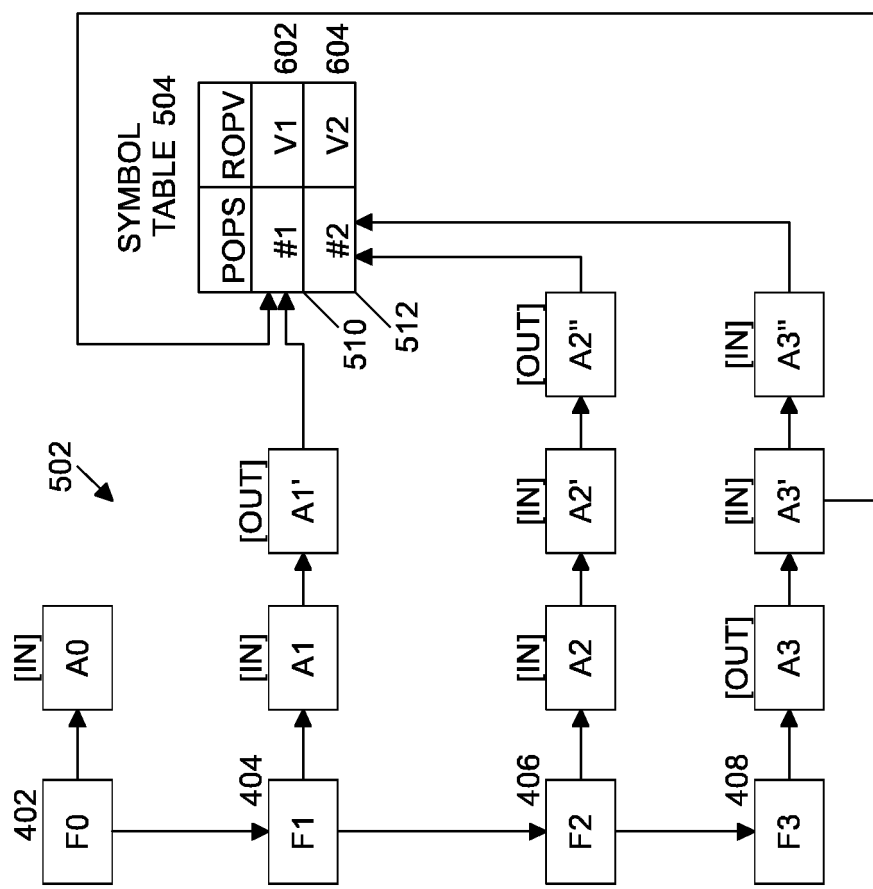 402 [IN]
502
F0 A0
SYMBOL
TABLE 504
POPS ROPV
404 [IN] [OUT]
#1 V1 602
F1 A1 A1'
#2 V2 604
510
512
406 [IN] [IN] [OUT]
F2 A2 A2' A2"
408 [OUT] [IN] [IN]
F3 A3 A3' A3"